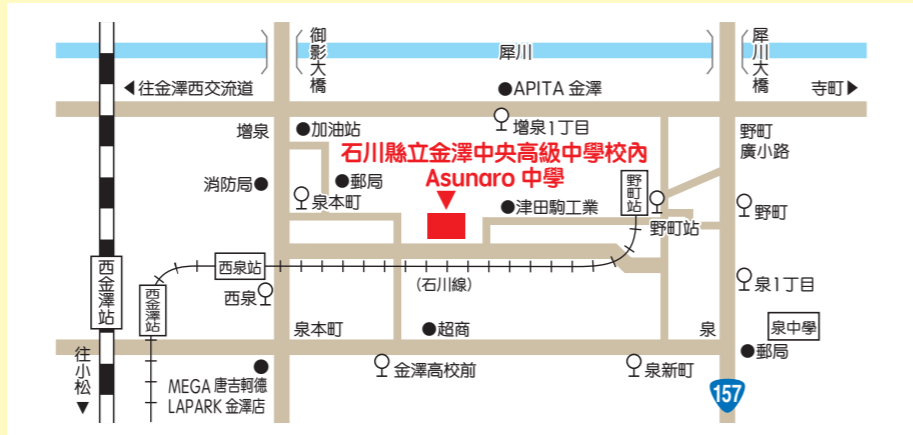 御影大橋
犀川
犀川大橋
◀往金澤西交流道
●APITA 金澤
寺町▶
增泉
●加油站
增泉1丁目
野町
廣小路
石川縣立金澤中央高級中學校內
Asunaro 中學
消防局●
●郵局
泉本町
●津田駒工業
野町站
野町站
野町
西金澤站
西金澤站
西泉站
西泉
（石川線）
泉1丁目
泉本町
●超商
泉
泉中學
●郵局
往小松▼
MEGA 唐吉軻德
LAPARK 金澤店
金澤高校前
泉新町
157